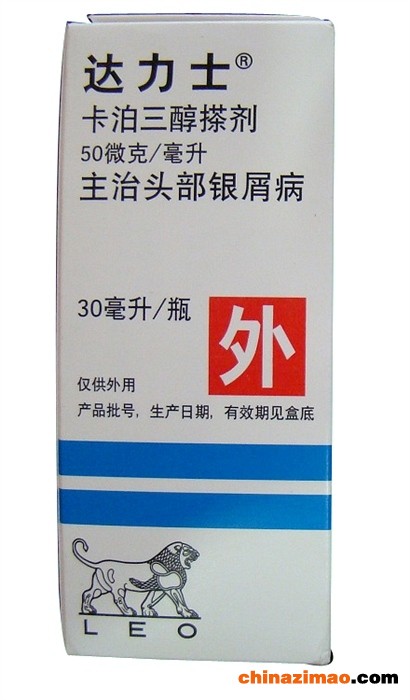 达力士®
卡泊三醇搽剂
50微克/毫升
主治头部银屑病
30毫升/瓶
外
仅供外用
产品批号，生产日期，有效期见盒底
LEO
chinazimao.com